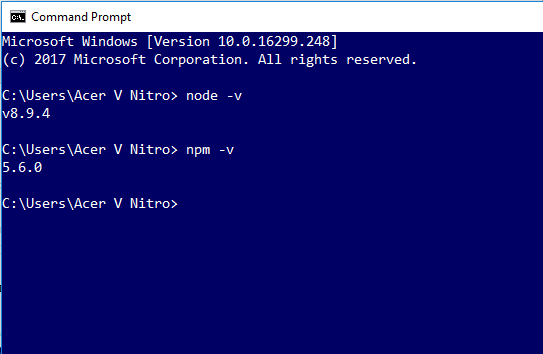 Command Prompt
Microsoft Windows [Version 10.0.16299.248]
(c) 2017 Microsoft Corporation. All rights reserved.
C:\Users\Acer V Nitro> node -v
v8.9.4
C:\Users\Acer V Nitro> npm -v
5.6.0
C:\Users\Acer V Nitro>